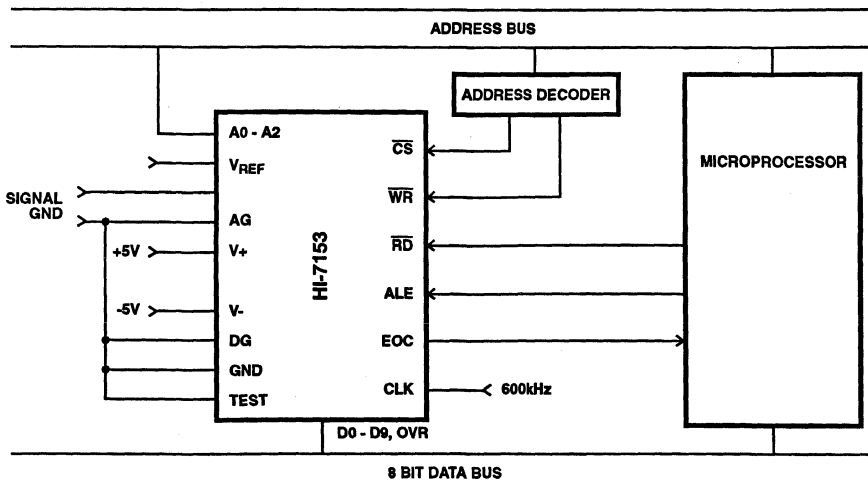 ADDRESS BUS
ADDRESS DECODER
MICROPROCESSOR
A0 - A2
VREF
SIGNAL
GND
AG
+5V
V+
-5V
V-
DG
GND
TEST
HI-7153
CS
WR
RD
ALE
EOC
CLK
600kHz
D0 - D9, OVR
8 BIT DATA BUS